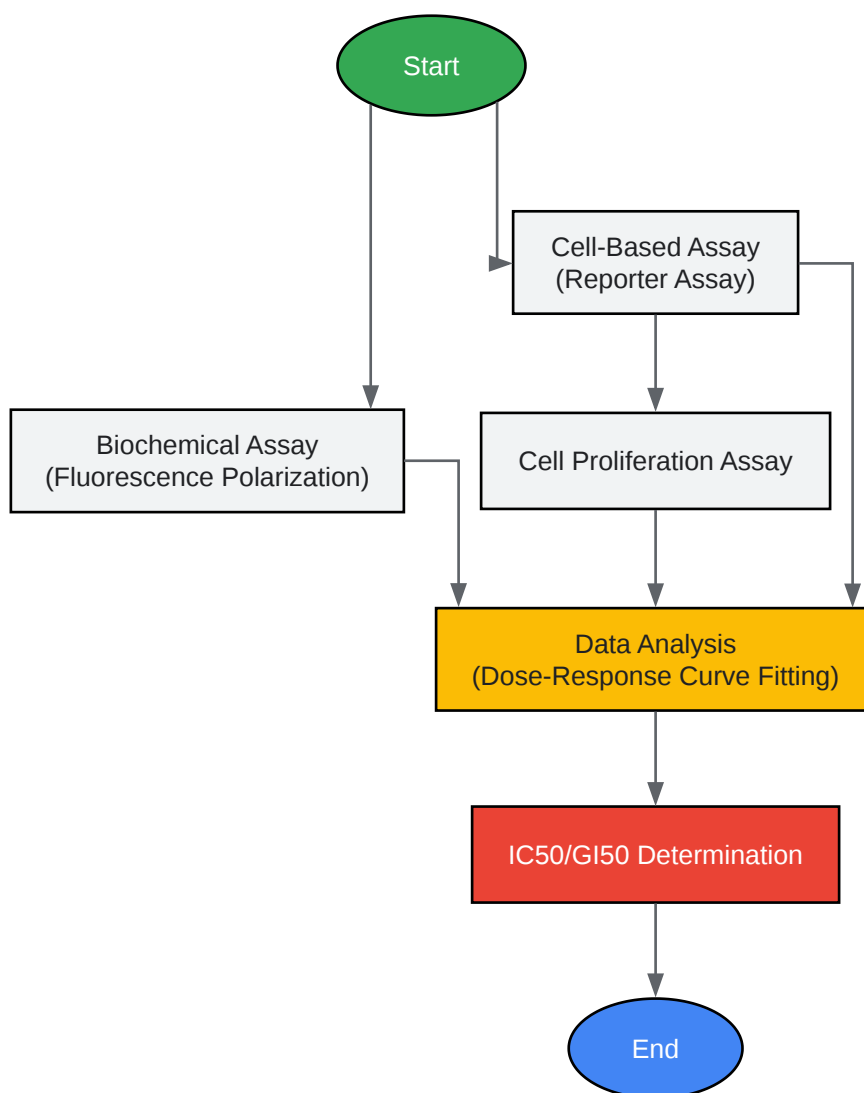 Start
Cell-Based Assay
(Reporter Assay)
Biochemical Assay
(Fluorescence Polarization)
Cell Proliferation Assay
Data Analysis
(Dose-Response Curve Fitting)
IC50/GI50 Determination
End